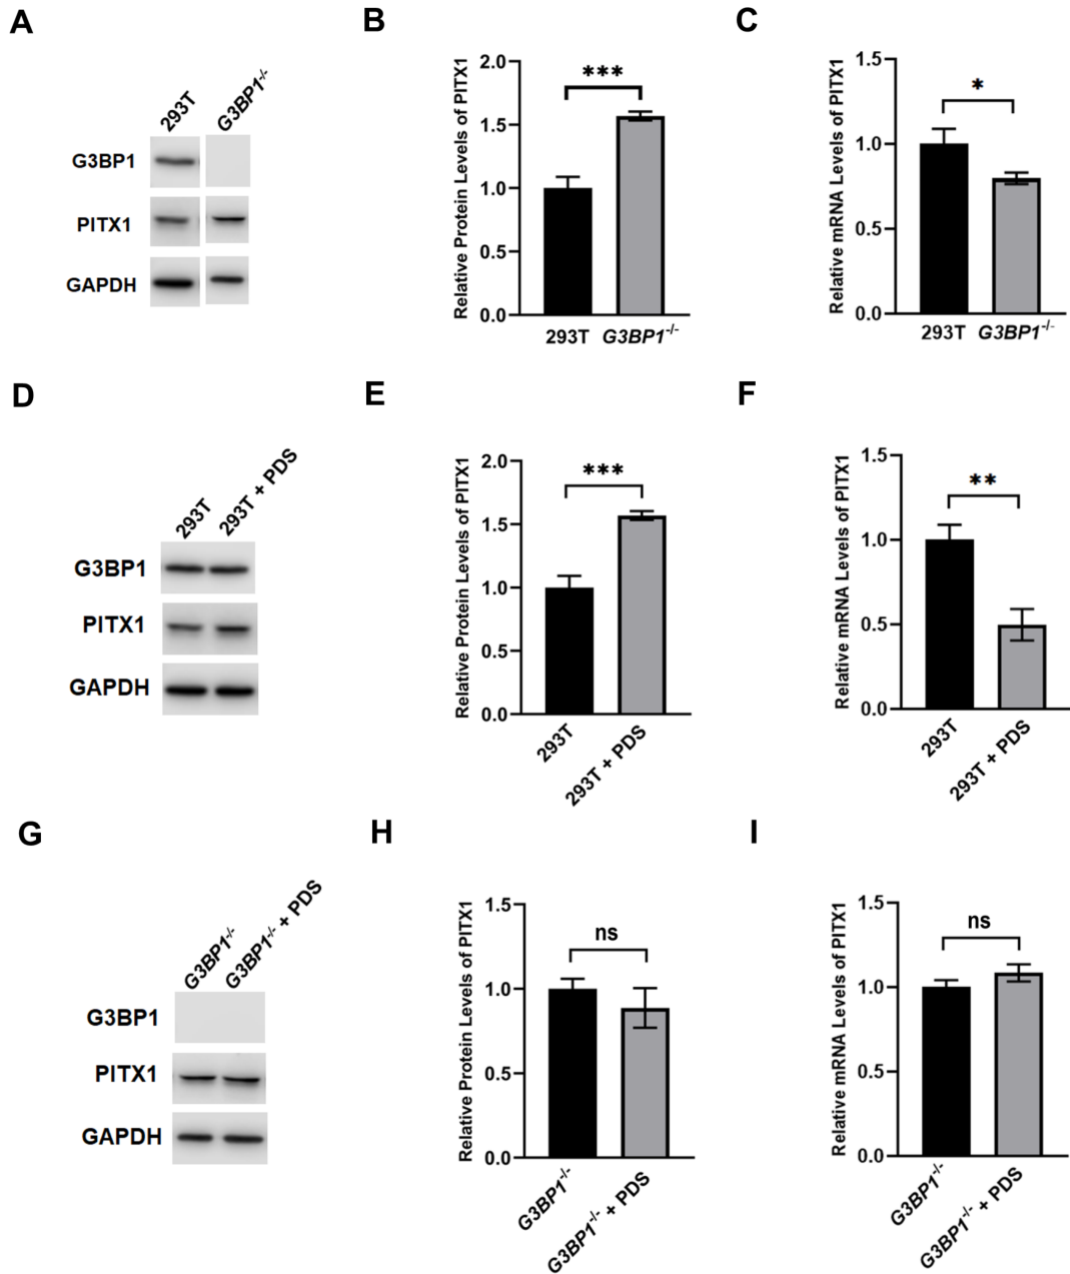 A
293T
G3BP1-/-
G3BP1
PITX1
GAPDH
B
Relative Protein Levels of PITX1
2.0
1.5
1.0
0.5
0.0
***
293T
G3BP1-/-
C
Relative mRNA Levels of PITX1
1.5
1.0
0.5
0.0
*
293T
G3BP1-/-
D
293T
293T + PDS
G3BP1
PITX1
GAPDH
E
Relative Protein Levels of PITX1
2.0
1.5
1.0
0.5
0.0
***
293T
293T + PDS
F
Relative mRNA Levels of PITX1
1.5
1.0
0.5
0.0
**
293T
293T + PDS
G
G3BP1-/-
G3BP1-/- + PDS
G3BP1
PITX1
GAPDH
H
Relative Protein Levels of PITX1
1.5
1.0
0.5
0.0
ns
G3BP1-/-
G3BP1-/- + PDS
I
Relative mRNA Levels of PITX1
1.5
1.0
0.5
0.0
ns
G3BP1-/-
G3BP1-/- + PDS